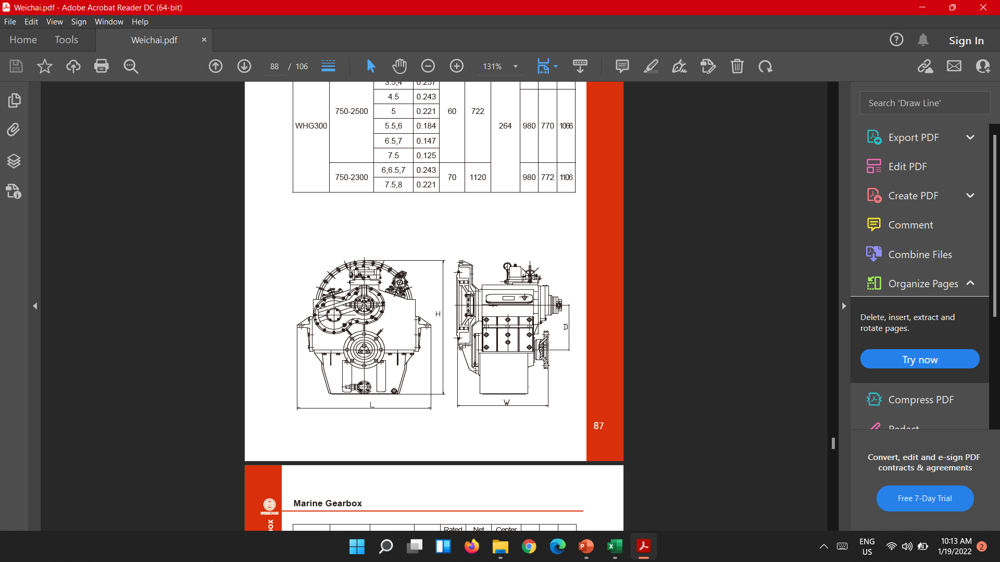 Weichai.pdf - Adobe Acrobat Reader DC (64-bit)
File Edit View Sign Window Help
Home Tools Weichai.pdf × Sign In
88 / 106 131%
3.5,4 0.257
4.5 0.243
750-2500 5 0.221 60 722
WHG300 5.5,6 0.184 264 980 770 1066
6.5,7 0.147
7.5 0.125
6,6.5,7 0.243
750-2300 70 1120 980 772 1106
7.5,8 0.221
H
D
L
W
87
WEICHAI
Marine Gearbox
box
Rated Net Center
Search 'Draw Line'
Export PDF
Edit PDF
Create PDF
Comment
Combine Files
Organize Pages
Delete, insert, extract and
rotate pages.
Try now
Compress PDF
Redact
Convert, edit and e-sign PDF
contracts & agreements
Free 7-Day Trial
ENG
US
10:13 AM
1/19/2022
2